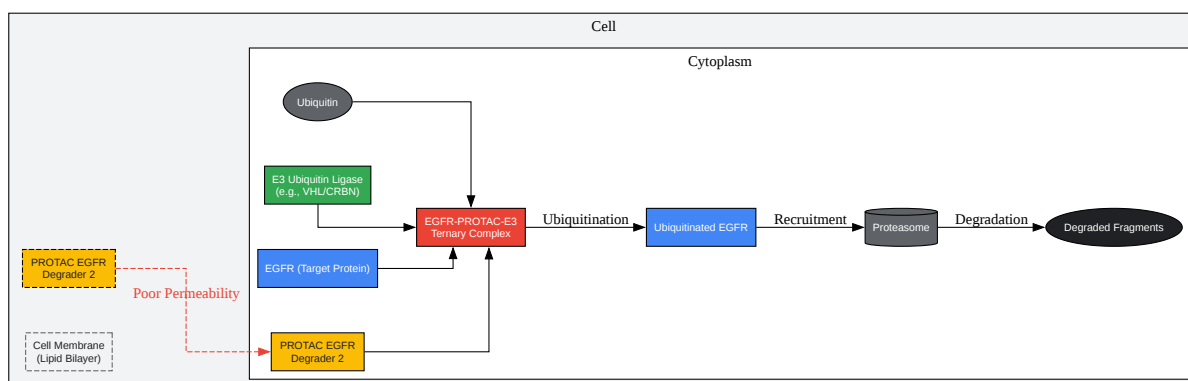 Cell
Cytoplasm
Ubiquitin
E3 Ubiquitin Ligase
(e.g., VHL/CRBN)
EGFR-PROTAC-E3
Ternary Complex
Ubiquitination
Ubiquitinated EGFR
Recruitment
Proteasome
Degradation
Degraded Fragments
EGFR (Target Protein)
PROTAC EGFR
Degrader 2
Poor Permeability
Cell Membrane
(Lipid Bilayer)
PROTAC EGFR
Degrader 2